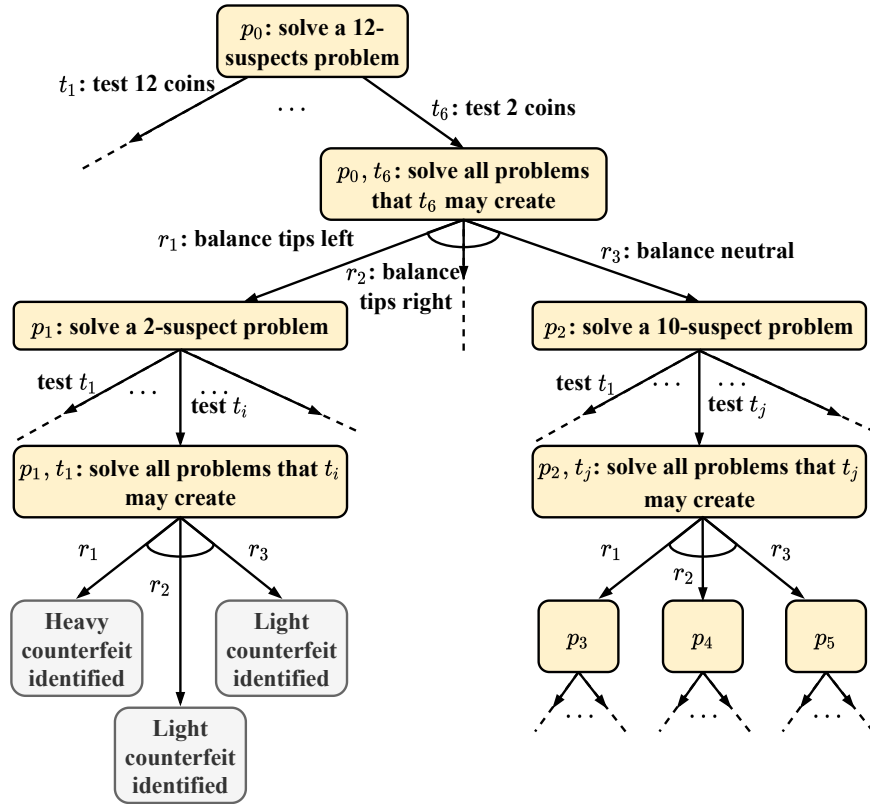 p₀: solve a 12-
suspects problem
t₁: test 12 coins
...
t₆: test 2 coins
p₀, t₆: solve all problems
that t₆ may create
r₁: balance tips left
r₂: balance
tips right
r₃: balance neutral
p₁: solve a 2-suspect problem
p₂: solve a 10-suspect problem
test t₁
... ...
test tᵢ
test t₁
... ...
test tⱼ
p₁, t₁: solve all problems that tᵢ
may create
p₂, tⱼ: solve all problems that tⱼ
may create
r₁
r₂
r₃
r₁
r₂
r₃
Heavy
counterfeit
identified
Light
counterfeit
identified
Light
counterfeit
identified
p₃
p₄
p₅
...
...
...